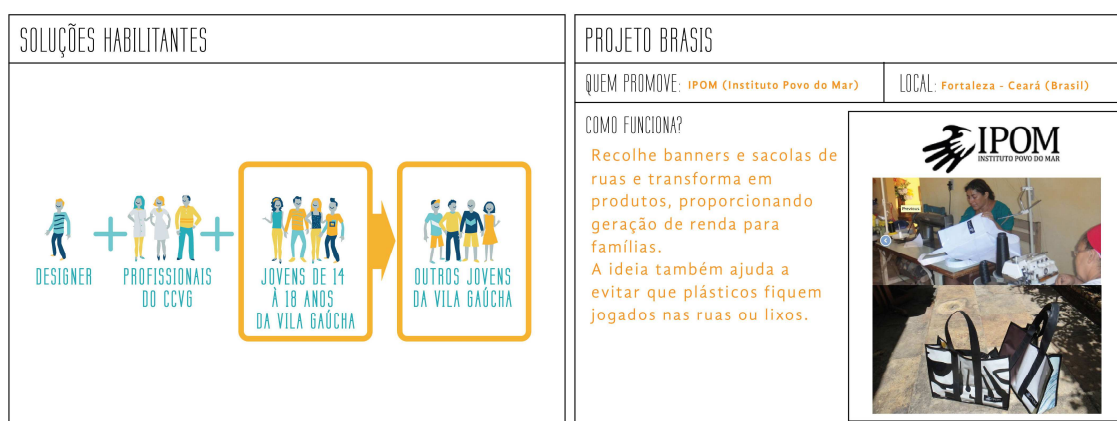 SOLUÇÕES HABILITANTES
DESIGNER
PROFISSIONAIS
DO CCVG
JOVENS DE 14
À 18 ANOS
DA VILA GAÚCHA
OUTROS JOVENS
DA VILA GAÚCHA
PROJETO BRASIS
QUEM PROMOVE: IPOM (Instituto Povo do Mar)
LOCAL: Fortaleza - Ceará (Brasil)
COMO FUNCIONA?
Recolhe banners e sacolas de
ruas e transforma em
produtos, proporcionando
geração de renda para
famílias.
A ideia também ajuda a
evitar que plásticos fiquem
jogados nas ruas ou lixos.
IPOM
INSTITUTO POVO DO MAR
Previous